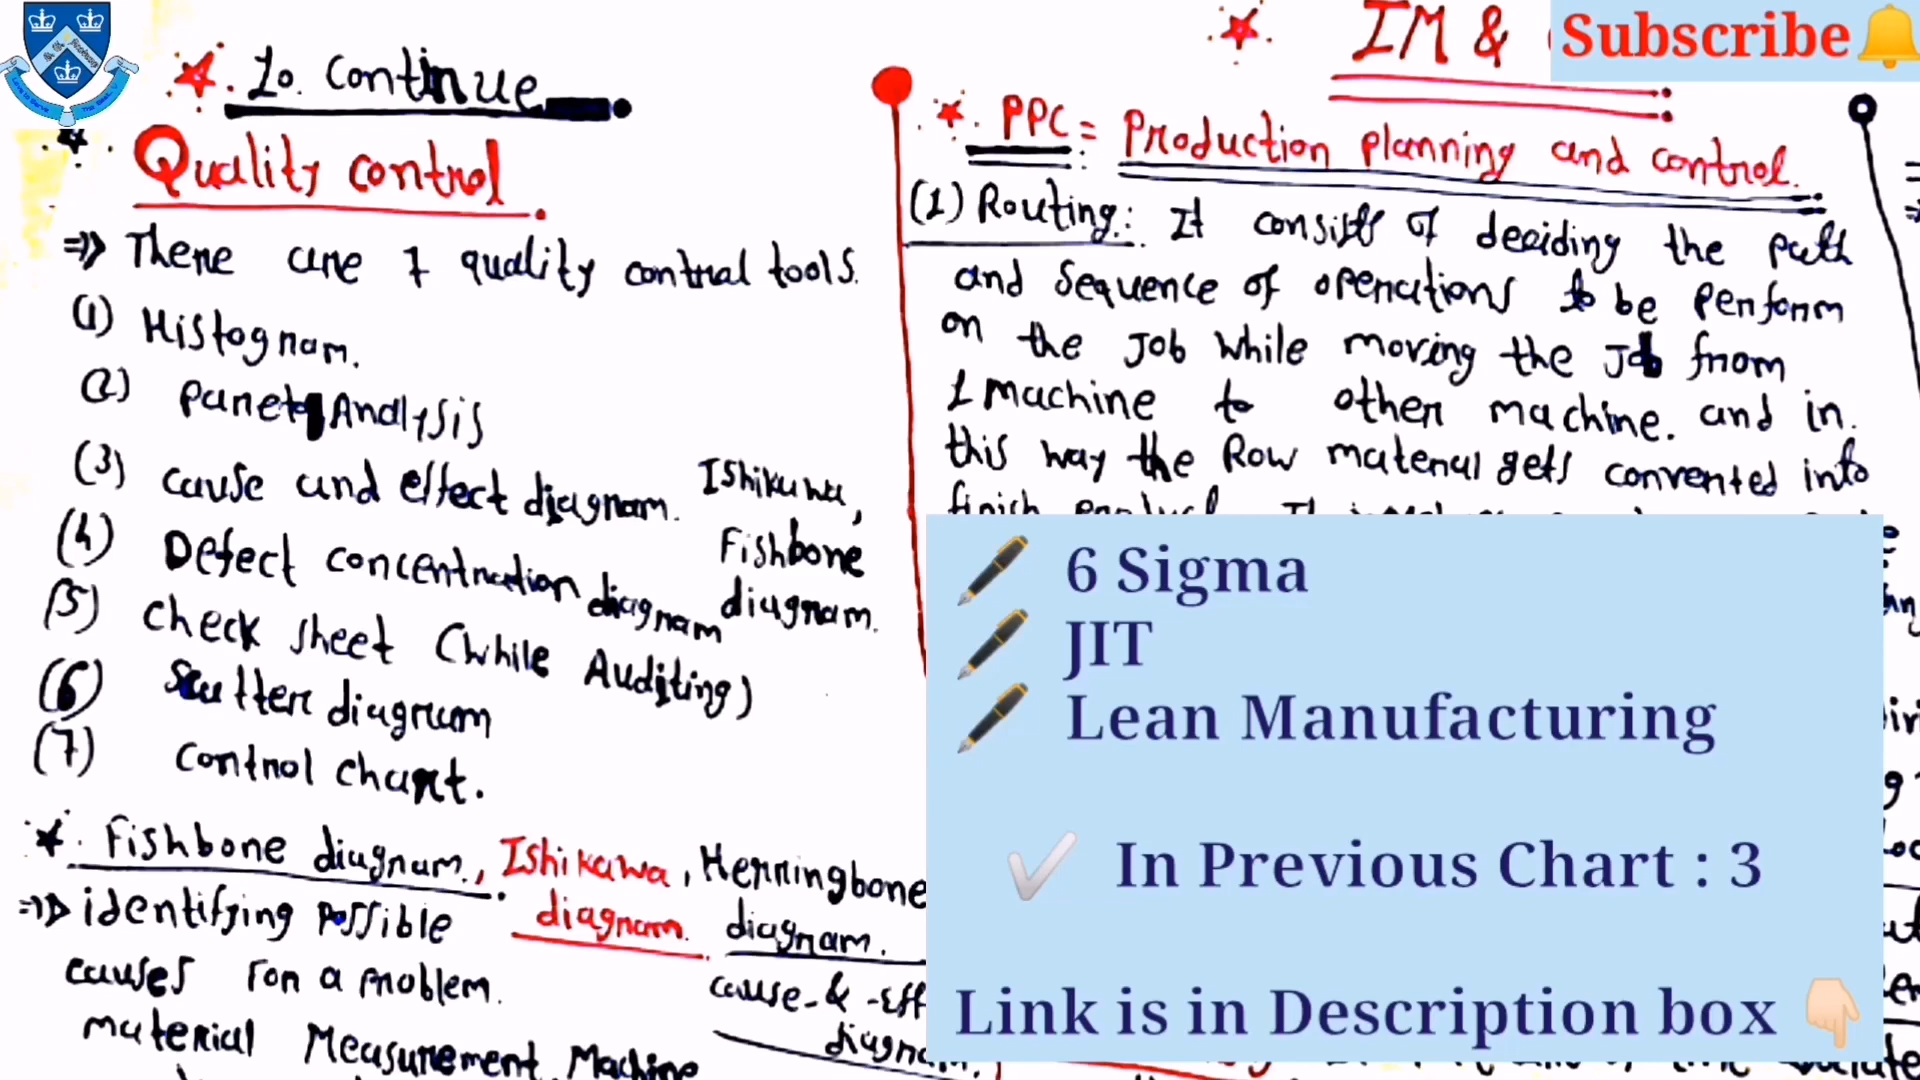 10. Continue
Quality control
=> There are 7 quality control tools.
(1) Histogram.
(2) Pareto Analysis
(3) cause and effect diagram. Ishikawa,
Fishbone
diagram.
(4) Defect concentration diagram
(5) check sheet (while Auditing)
(6) Scatter diagram
(7) control chart.
Fishbone diagram, Ishikawa, Herringbone
diagram. diagram.
=> identifying possible
causes for a problem.
cause-&-Eff
diagram.
material Measurement Machine
IM &
Subscribe
PPC = Production planning and control.
(1) Routing: It consists of deciding the path
and sequence of operations to be perform
on the job while moving the job from
1 machine to other machine. and in
this way the Row material gets converted into
finish product.
6 Sigma
JIT
Lean Manufacturing
In Previous Chart : 3
Link is in Description box